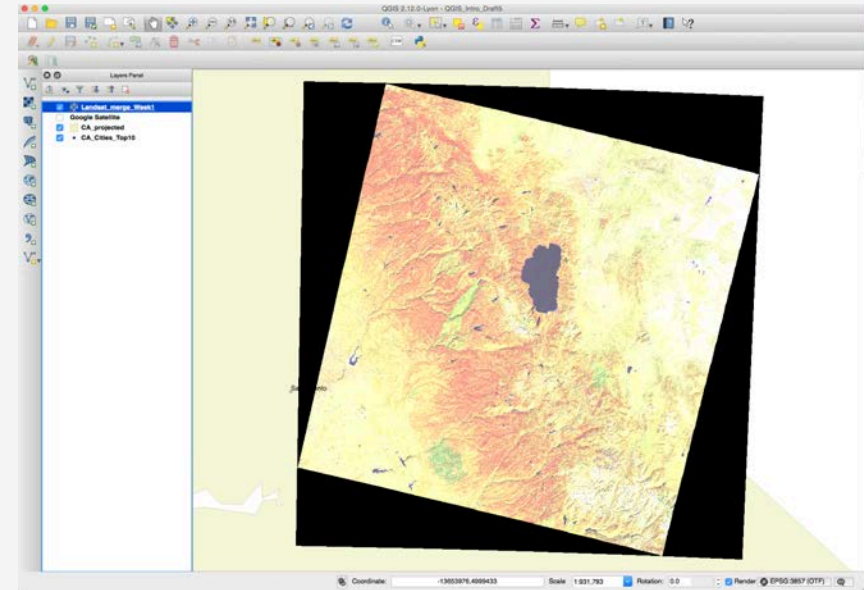 QGIS 2.12.0-Lyon - QGIS_Intro_Draft5
Layers Panel
Landsat_merge_Week1
Google Satellite
CA_projected
CA_Cities_Top10
Coordinate: -13653976,4999433 Scale 1:931,793 Rotation: 0.0 Render EPSG:3857 (OTF)